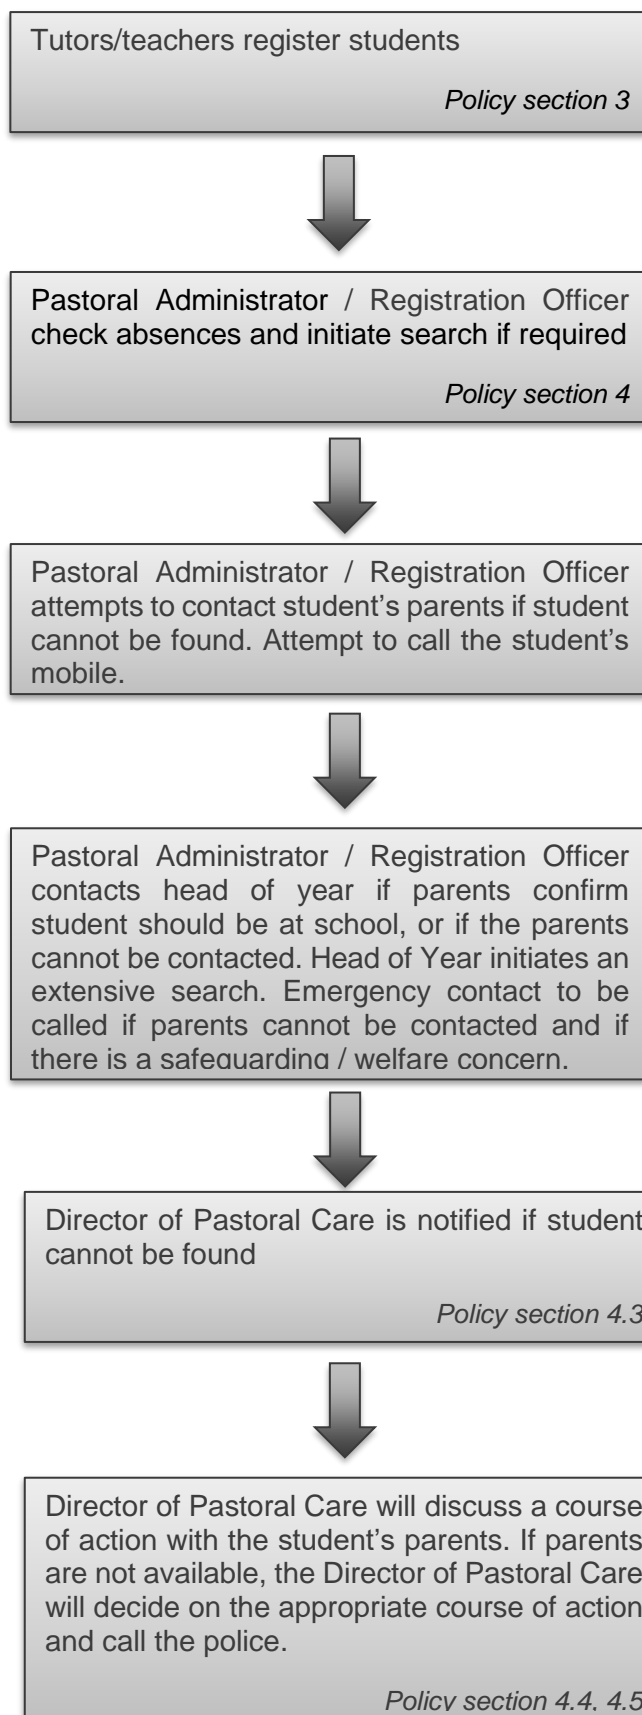 Tutors/teachers register students
Policy section 3
Pastoral Administrator / Registration Officer
check absences and initiate search if required
Policy section 4
Pastoral Administrator / Registration Officer
attempts to contact student’s parents if student
cannot be found. Attempt to call the student’s
mobile.
Pastoral Administrator / Registration Officer
contacts head of year if parents confirm
student should be at school, or if the parents
cannot be contacted. Head of Year initiates an
extensive search. Emergency contact to be
called if parents cannot be contacted and if
there is a safeguarding / welfare concern.
Director of Pastoral Care is notified if student
cannot be found
Policy section 4.3
Director of Pastoral Care will discuss a course
of action with the student’s parents. If parents
are not available, the Director of Pastoral Care
will decide on the appropriate course of action
and call the police.
Policy section 4.4, 4.5